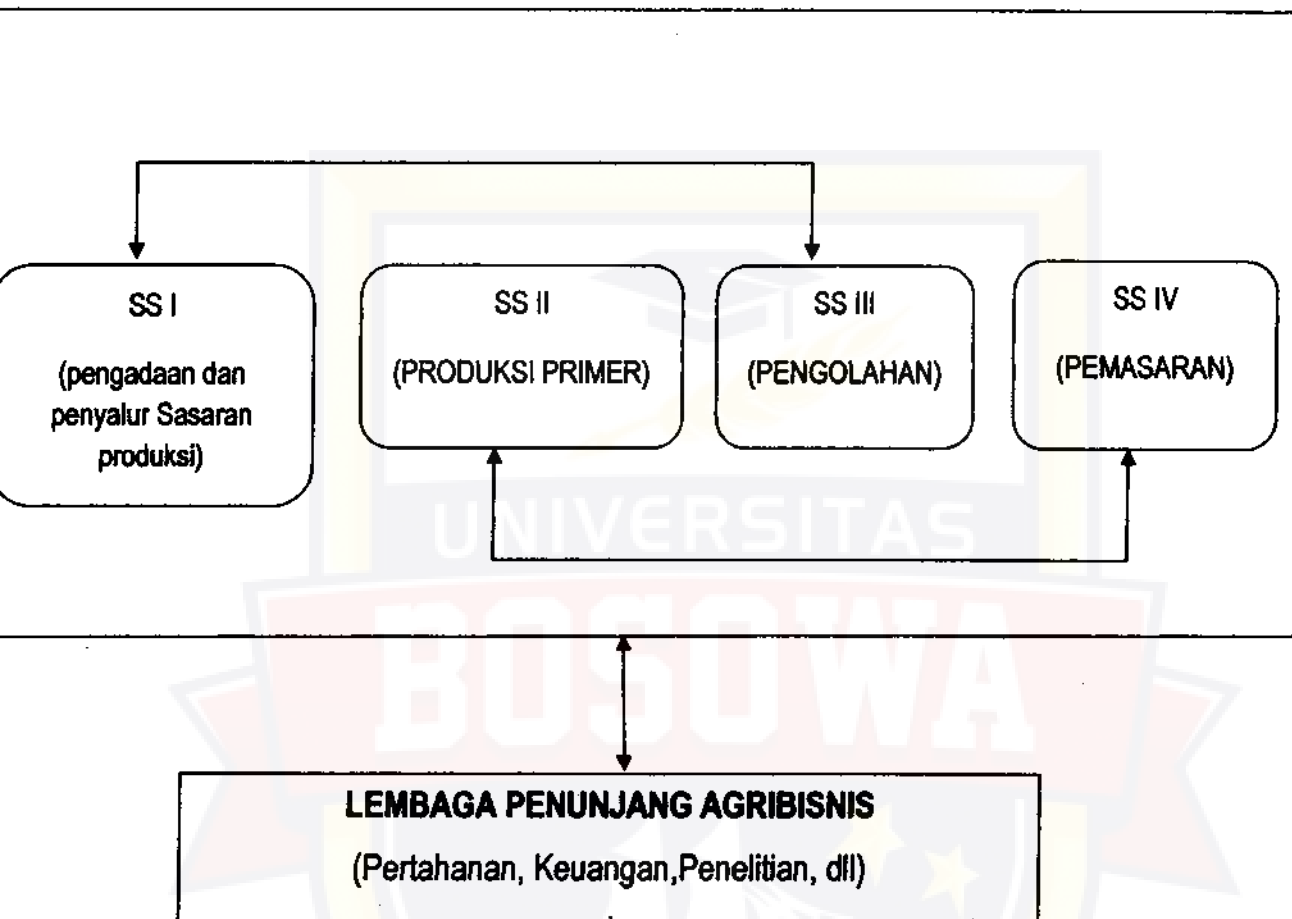 SS I
(pengadaan dan
penyalur Sasaran
produksi)
SS II
(PRODUKSI PRIMER)
SS III
(PENGOLAHAN)
SS IV
(PEMASARAN)
UNIVERSITAS
BOSOWA
LEMBAGA PENUNJANG AGRIBISNIS
(Pertahanan, Keuangan,Penelitian, dll)